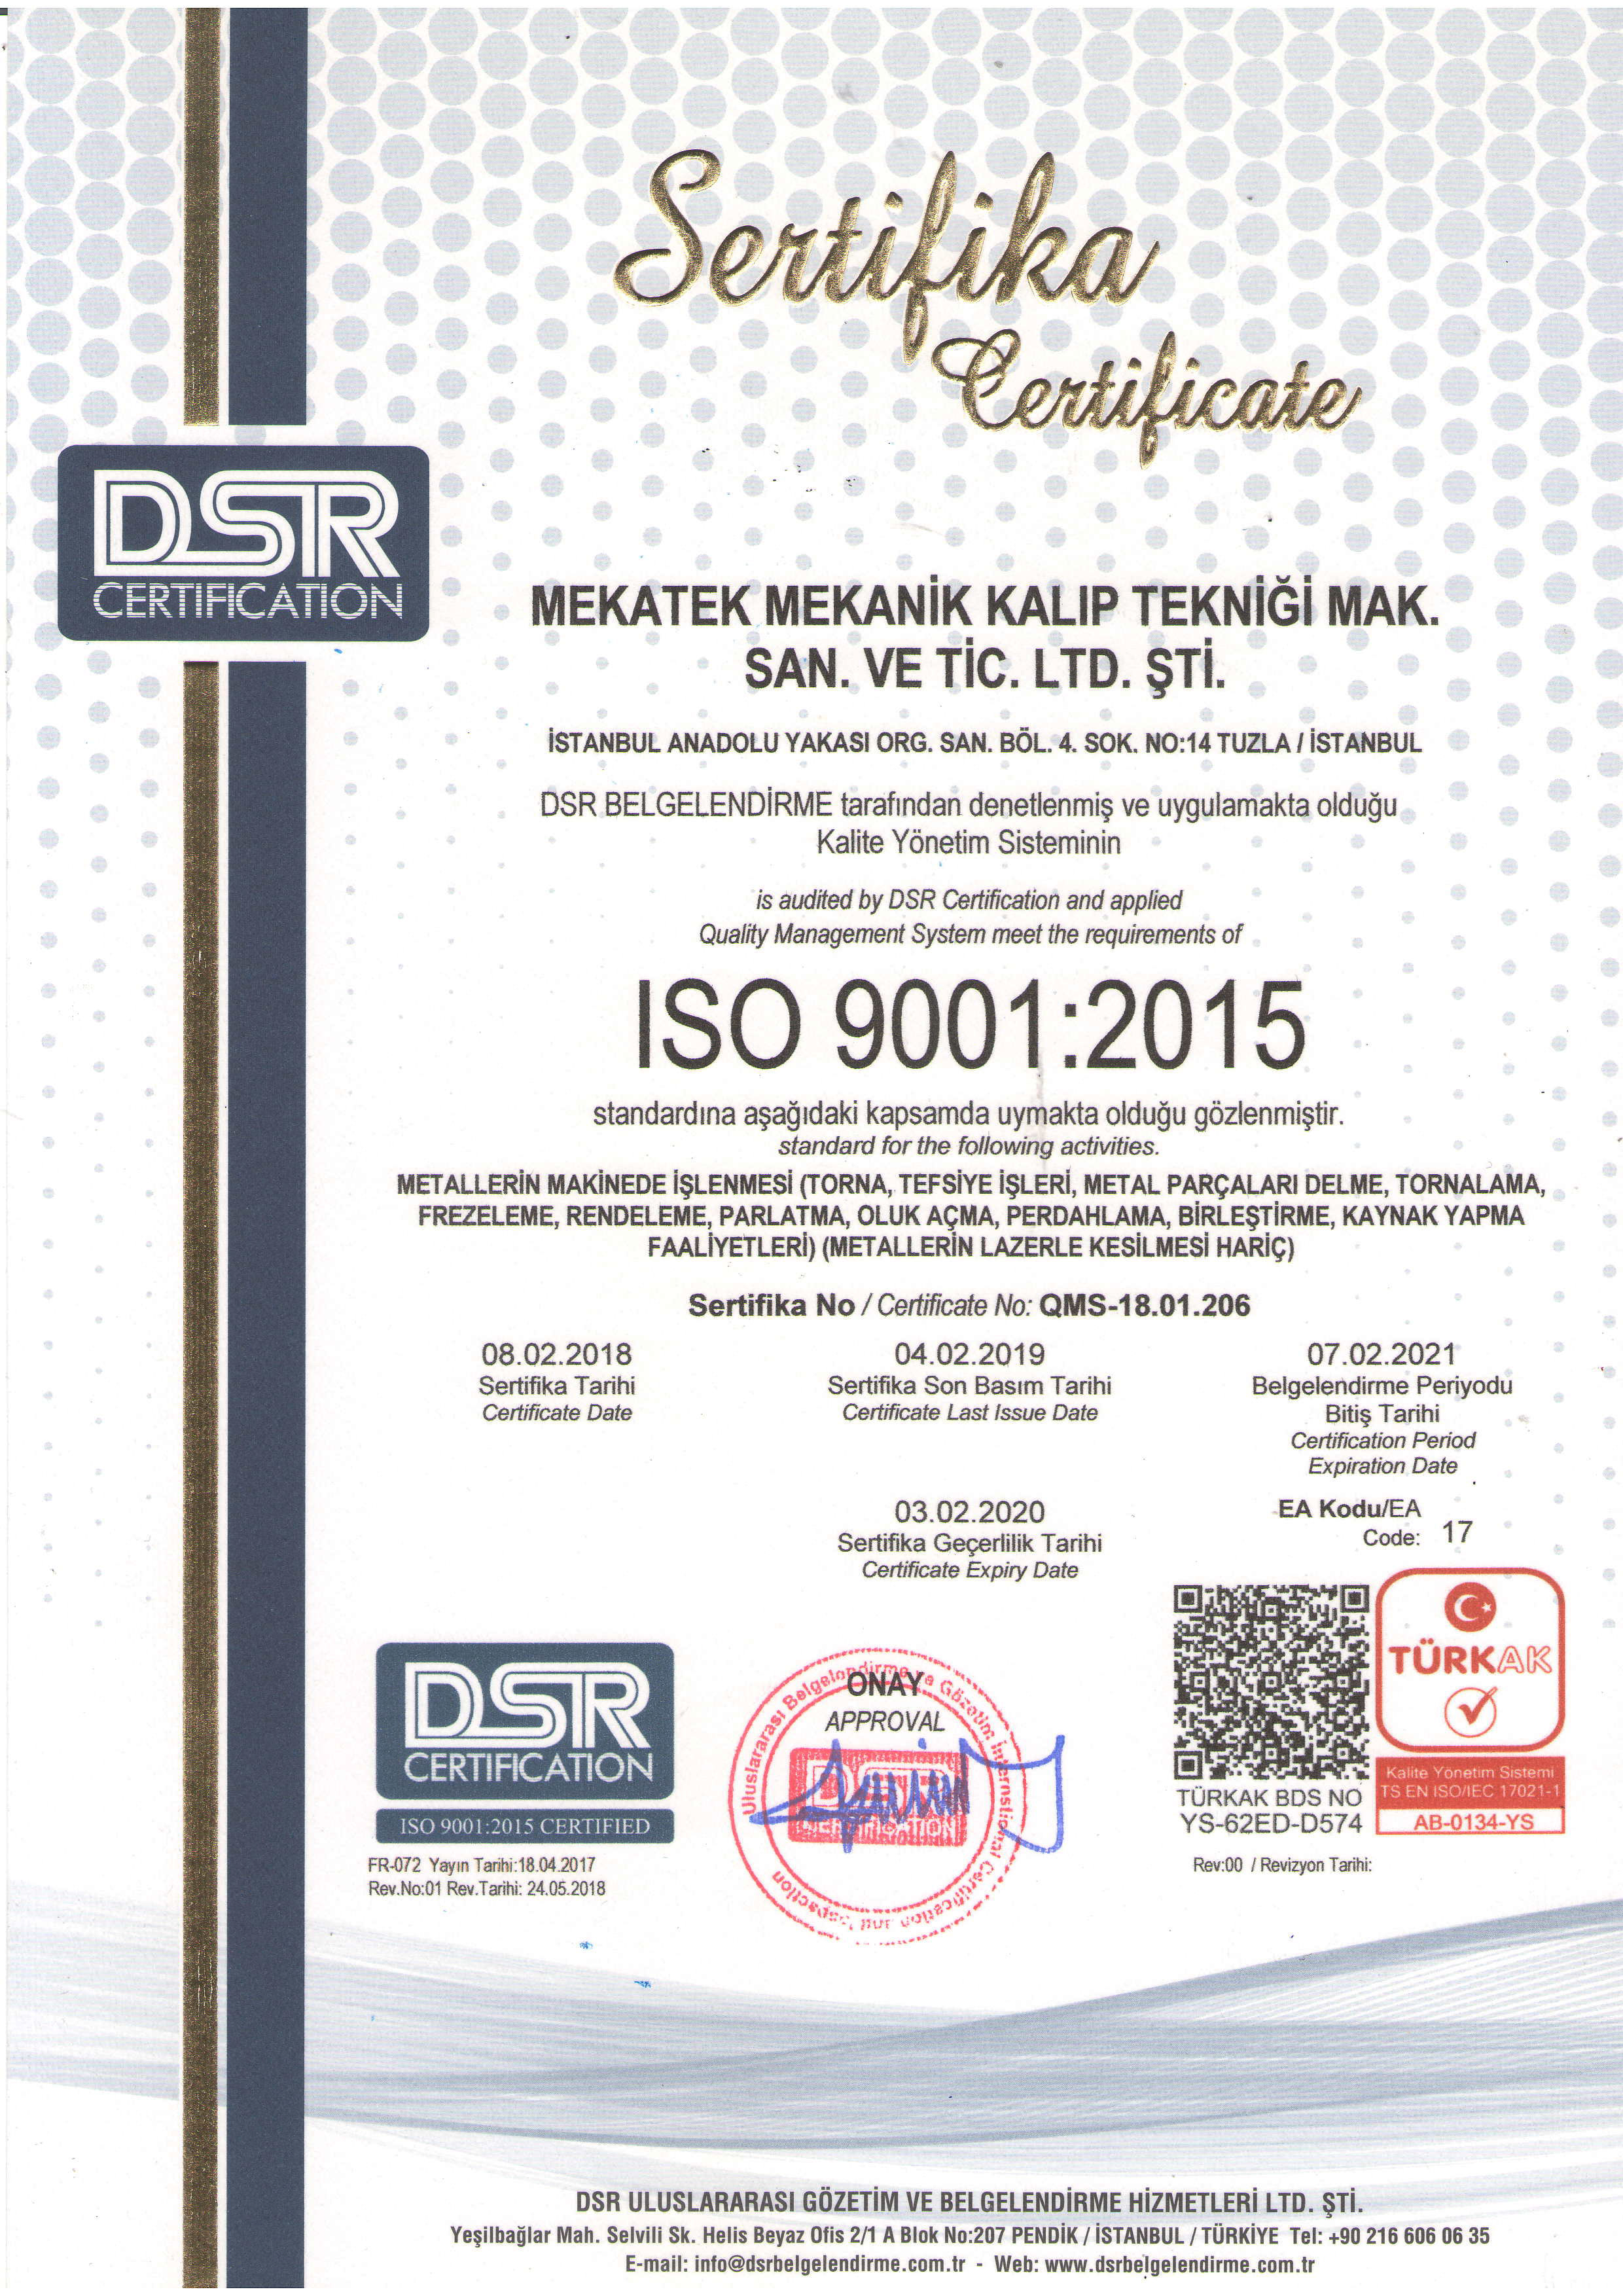 Sertifika
Certificate
DSR
CERTIFICATION
MEKATEK MEKANİK KALIP TEKNİĞİ MAK.
SAN. VE TİC. LTD. ŞTİ.
İSTANBUL ANADOLU YAKASI ORG. SAN. BÖL. 4. SOK. NO:14 TUZLA / İSTANBUL
DSR BELGELENDİRME tarafından denetlenmiş ve uygulamakta olduğu
Kalite Yönetim Sisteminin
is audited by DSR Certification and applied
Quality Management System meet the requirements of
ISO 9001:2015
standardına aşağıdaki kapsamda uymakta olduğu gözlenmiştir.
standard for the following activities.
METALLERİN MAKİNEDE İŞLENMESİ (TORNA, TEFSİYE İŞLERİ, METAL PARÇALARI DELME, TORNALAMA,
FREZELEME, RENDELEME, PARLATMA, OLUK AÇMA, PERDAHLAMA, BİRLEŞTİRME, KAYNAK YAPMA
FAALİYETLERİ) (METALLERİN LAZERLE KESİLMESİ HARİÇ)
Sertifika No / Certificate No: QMS-18.01.206
08.02.2018
Sertifika Tarihi
Certificate Date
04.02.2019
Sertifika Son Basım Tarihi
Certificate Last Issue Date
07.02.2021
Belgelendirme Periyodu
Bitiş Tarihi
Certification Period
Expiration Date
03.02.2020
Sertifika Geçerlilik Tarihi
Certificate Expiry Date
EA Kodu/EA
Code: 17
DSR
CERTIFICATION
ISO 9001:2015 CERTIFIED
FR-072 Yayın Tarihi:18.04.2017
Rev.No:01 Rev.Tarihi: 24.05.2018
ONAY
APPROVAL
Uluslararası Belgelendirme ve Gözetim International Certification and Inspection
DSR
CERTIFICATION
TÜRKAK BDS NO
YS-62ED-D574
TÜRKAK
Kalite Yönetim Sistemi
TS EN ISO/IEC 17021-1
AB-0134-YS
Rev:00 / Revizyon Tarihi:
DSR ULUSLARARASI GÖZETİM VE BELGELENDİRME HİZMETLERİ LTD. ŞTİ.
Yeşilbağlar Mah. Selvili Sk. Helis Beyaz Ofis 2/1 A Blok No:207 PENDİK / İSTANBUL / TÜRKİYE Tel: +90 216 606 06 35
E-mail: info@dsrbelgelendirme.com.tr - Web: www.dsrbelgelendirme.com.tr